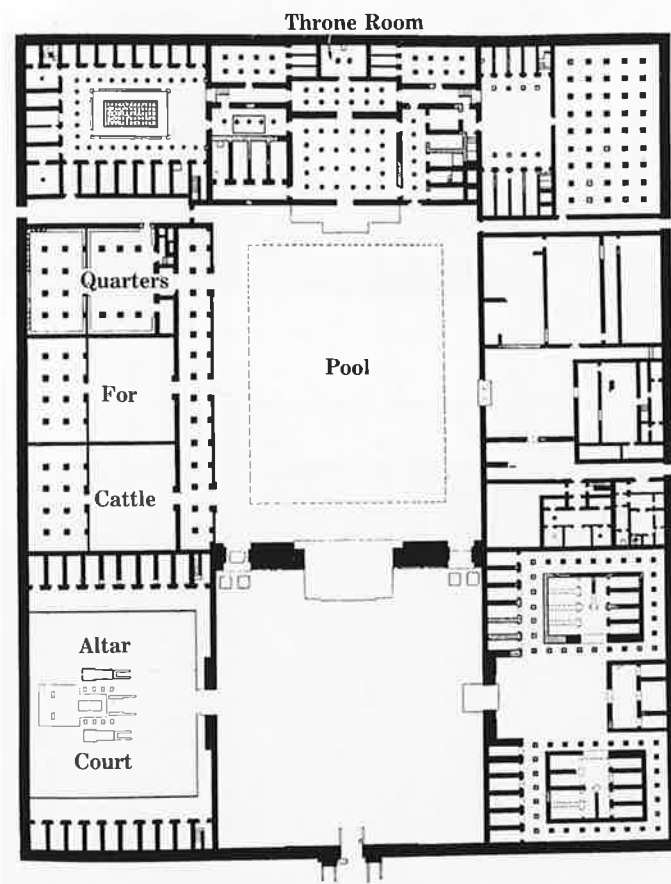 Throne Room
Quarters
Pool
For
Cattle
Altar
Court